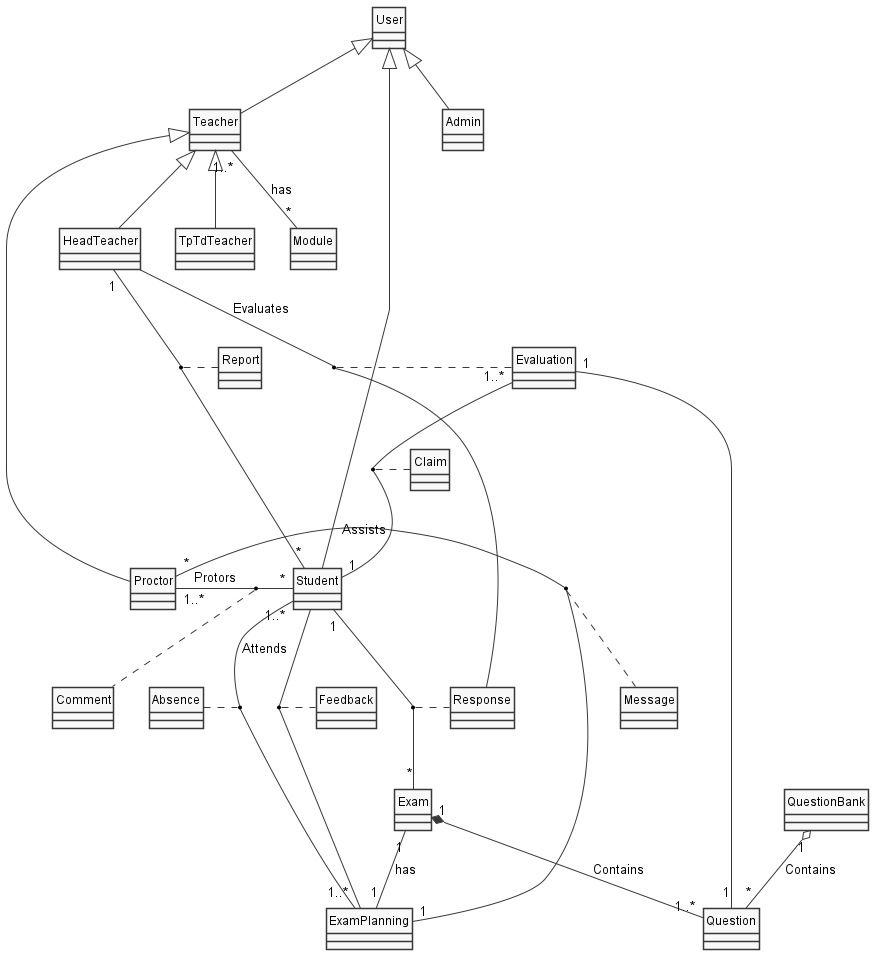 User
Teacher
Admin
1..*
has
*
HeadTeacher
TpTdTeacher
Module
1
Evaluates
Report
Evaluation
1
1..*
Claim
Assists
*
*
1
Proctor
Protors
*
Student
1..*
1..*
1
Attends
Comment
Absence
Feedback
Response
Message
*
Exam
1
QuestionBank
1
1
has
Contains
Contains
1..*
1
1
1..*
1
*
ExamPlanning
Question